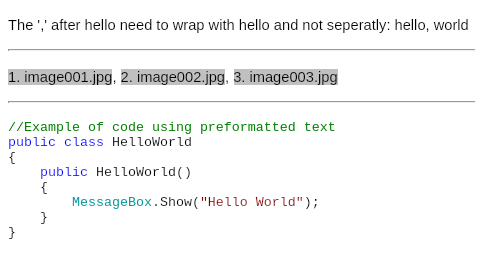 The ',' after hello need to wrap with hello and not seperatly: hello, world
1. image001.jpg, 2. image002.jpg, 3. image003.jpg
//Example of code using preformatted text
public class HelloWorld
{
    public HelloWorld()
    {
        MessageBox.Show("Hello World");
    }
}